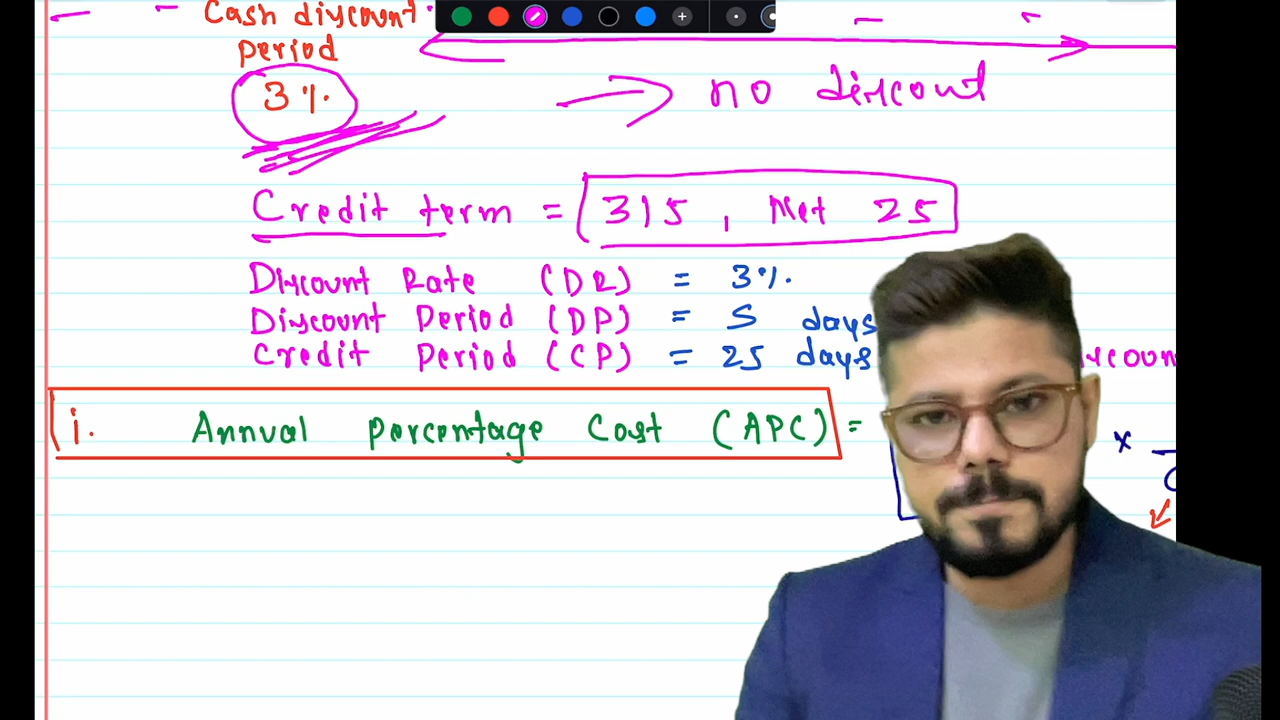 Cash discount
period
3%
no discount
Credit term = 3/5, Net 25
Discount Rate (DR) = 3%
Discount Period (DP) = 5 days
Credit Period (CP) = 25 days
i. Annual percentage Cost (APC) = ×